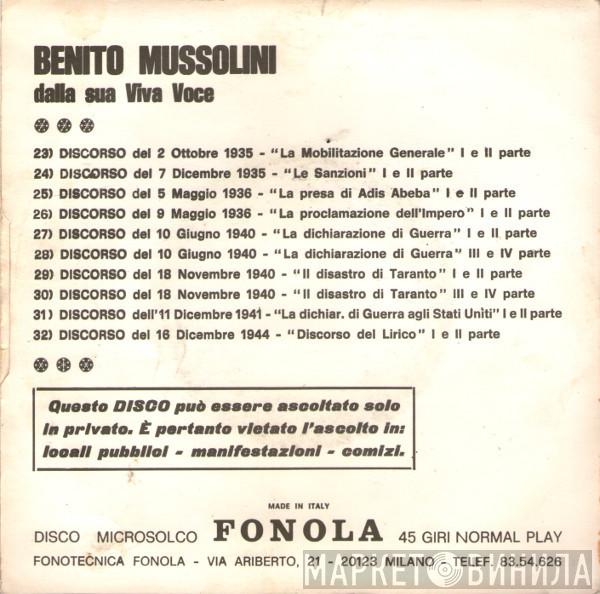 BENITO MUSSOLINI
dalla sua Viva Voce
23) DISCORSO del 2 Ottobre 1935 - "La Mobilitazione Generale" I e II parte
24) DISCORSO del 7 Dicembre 1935 - "Le Sanzioni" I e II parte
25) DISCORSO del 5 Maggio 1936 - "La presa di Adis Abeba" I e II parte
26) DISCORSO del 9 Maggio 1936 - "La proclamazione dell'Impero" I e II parte
27) DISCORSO del 10 Giugno 1940 - "La dichiarazione di Guerra" I e II parte
28) DISCORSO del 10 Giugno 1940 - "La dichiarazione di Guerra" III e IV parte
29) DISCORSO del 18 Novembre 1940 - "Il disastro di Taranto" I e II parte
30) DISCORSO del 18 Novembre 1940 - "Il disastro di Taranto" III e IV parte
31) DISCORSO dell'11 Dicembre 1941 - "La dichiar. di Guerra agli Stati Uniti" I e II parte
32) DISCORSO del 16 Dicembre 1944 - "Discorso del Lirico" I e II parte
Questo DISCO può essere ascoltato solo
in privato. È pertanto vietato l'ascolto in:
locali pubblici - manifestazioni - comizi.
MADE IN ITALY
DISCO MICROSOLCO FONOLA 45 GIRI NORMAL PLAY
FONOTECNICA FONOLA - VIA ARIBERTO, 21 - 20123 MILANO - TELEF. 83.54.626
МАРКЕТ ВИНИЛА